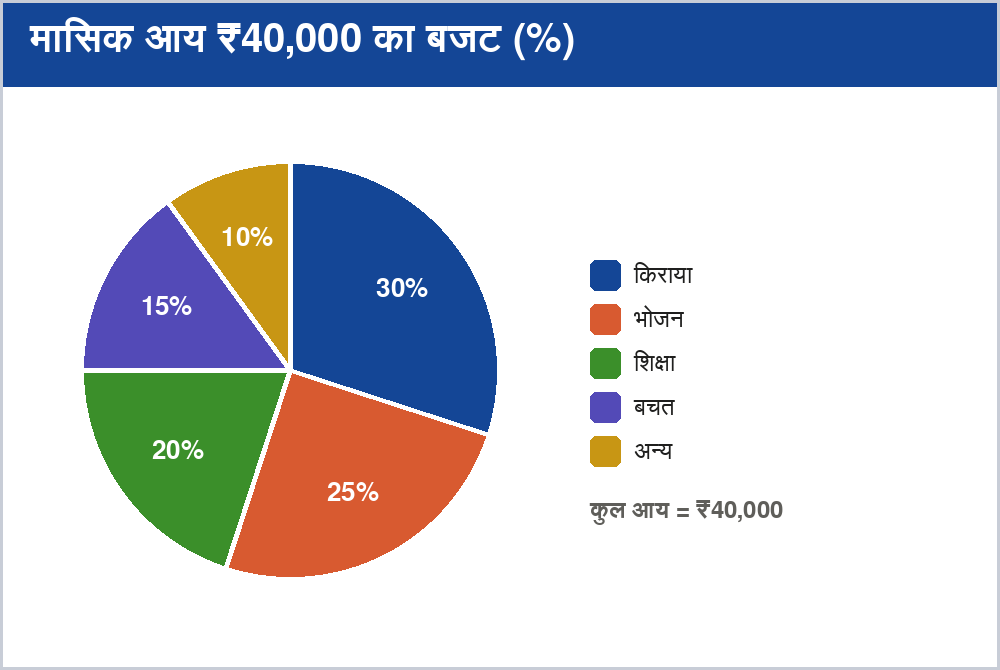 मासिक आय ₹40,000 का बजट (%)
10%
30%
15%
20%
25%
किराया
भोजन
शिक्षा
बचत
अन्य
कुल आय = ₹40,000